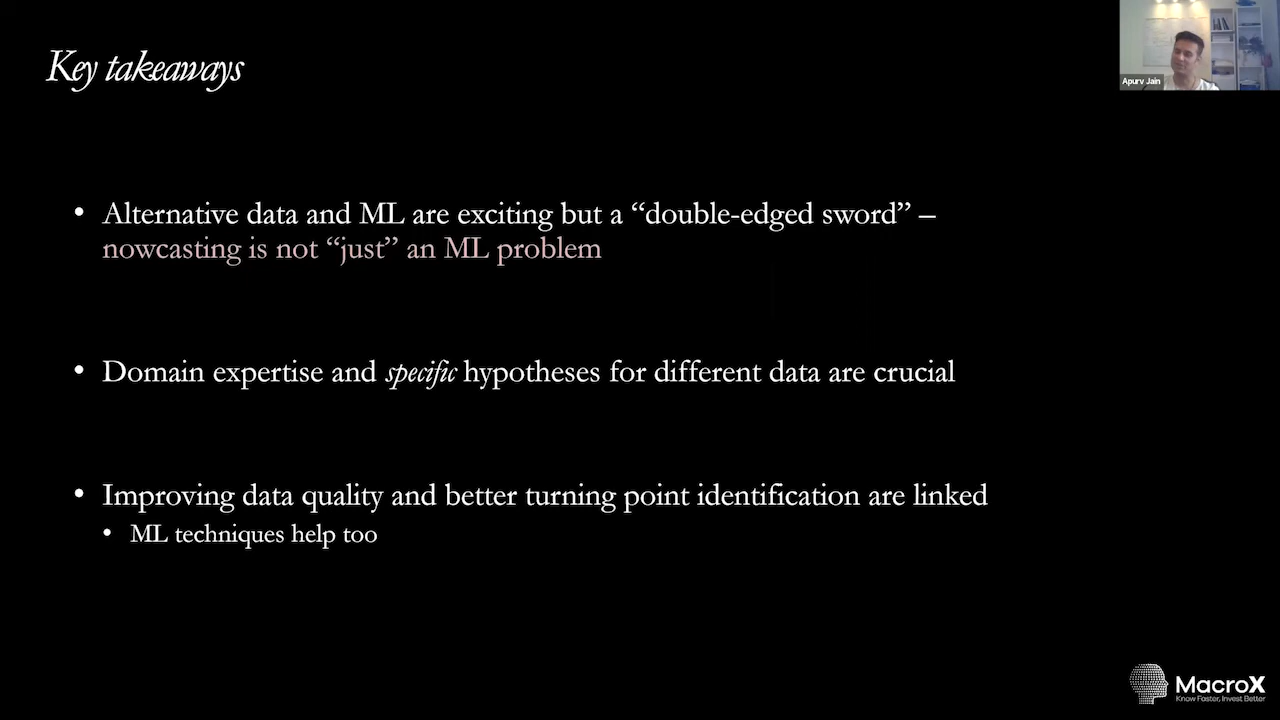 Key takeaways
Apurv Jain
• Alternative data and ML are exciting but a “double-edged sword” –
nowcasting is not “just” an ML problem
• Domain expertise and specific hypotheses for different data are crucial
• Improving data quality and better turning point identification are linked
• ML techniques help too
MacroX
Know Faster, Invest Better